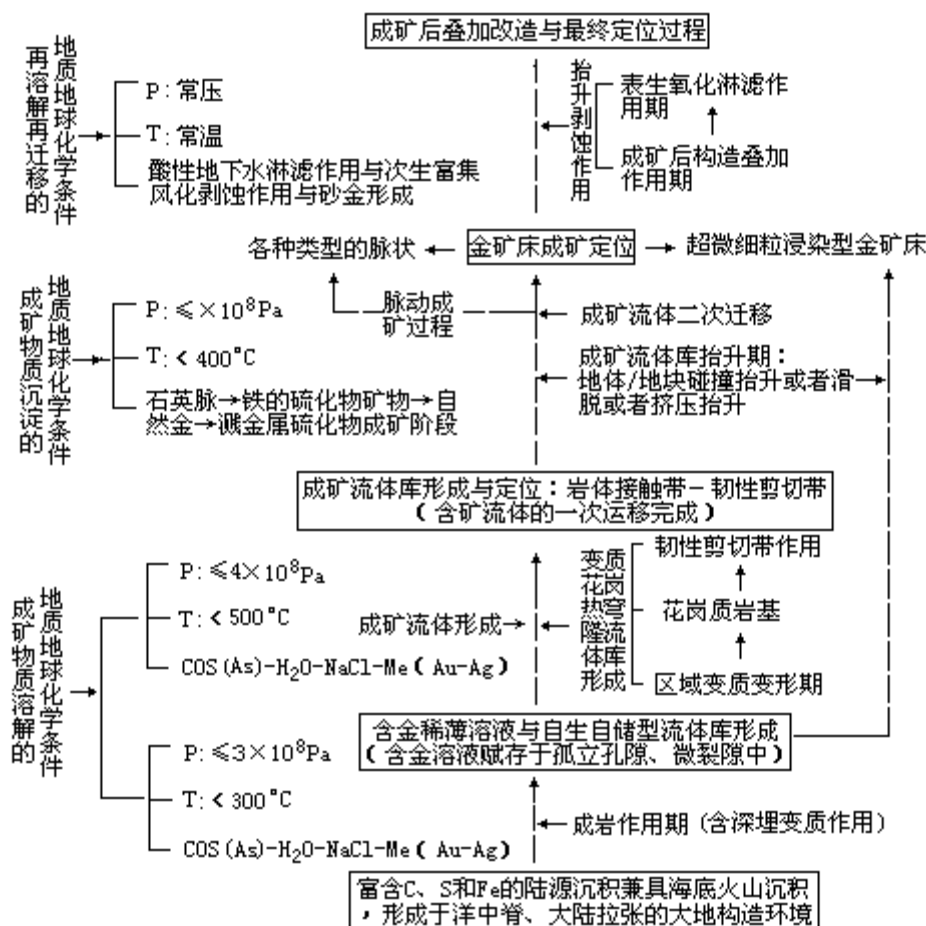 成矿后叠加改造与最终定位过程
再溶解再迁移的
地质地球化学条件
P:常压
T:常温
酸性地下水淋滤作用与次生富集
风化剥蚀作用与砂金形成
抬升剥蚀作用
表生氧化淋滤作
用期
成矿后构造叠加
作用期
各种类型的脉状
金矿床成矿定位
超微细粒浸染型金矿床
成矿物质沉淀的
地质地球化学条件
P:≤×10⁸Pa
T:<400°C
石英脉→铁的硫化物矿物→自
然金→溅金属硫化物成矿阶段
脉动成
矿过程
成矿流体二次迁移
成矿流体库抬升期:
地体/地块碰撞抬升或者滑
脱或者挤压抬升
成矿流体库形成与定位:岩体接触带-韧性剪切带
(含矿流体的一次运移完成)
成矿物质溶解的
地质地球化学条件
P:≤4×10⁸Pa
T:<500°C
COS(As)-H₂O-NaCl-Me(Au-Ag)
成矿流体形成→
变质
花岗
热穹
隆流
体库
形成
韧性剪切带作用
花岗质岩基
区域变质变形期
含金稀薄溶液与自生自储型流体库形成
(含金溶液赋存于孤立孔隙、微裂隙中)
P:≤3×10⁸Pa
T:<300°C
COS(As)-H₂O-NaCl-Me(Au-Ag)
成岩作用期(含深埋变质作用)
富含C、S和Fe的陆源沉积兼具海底火山沉积
,形成于洋中脊、大陆拉张的大地构造环境